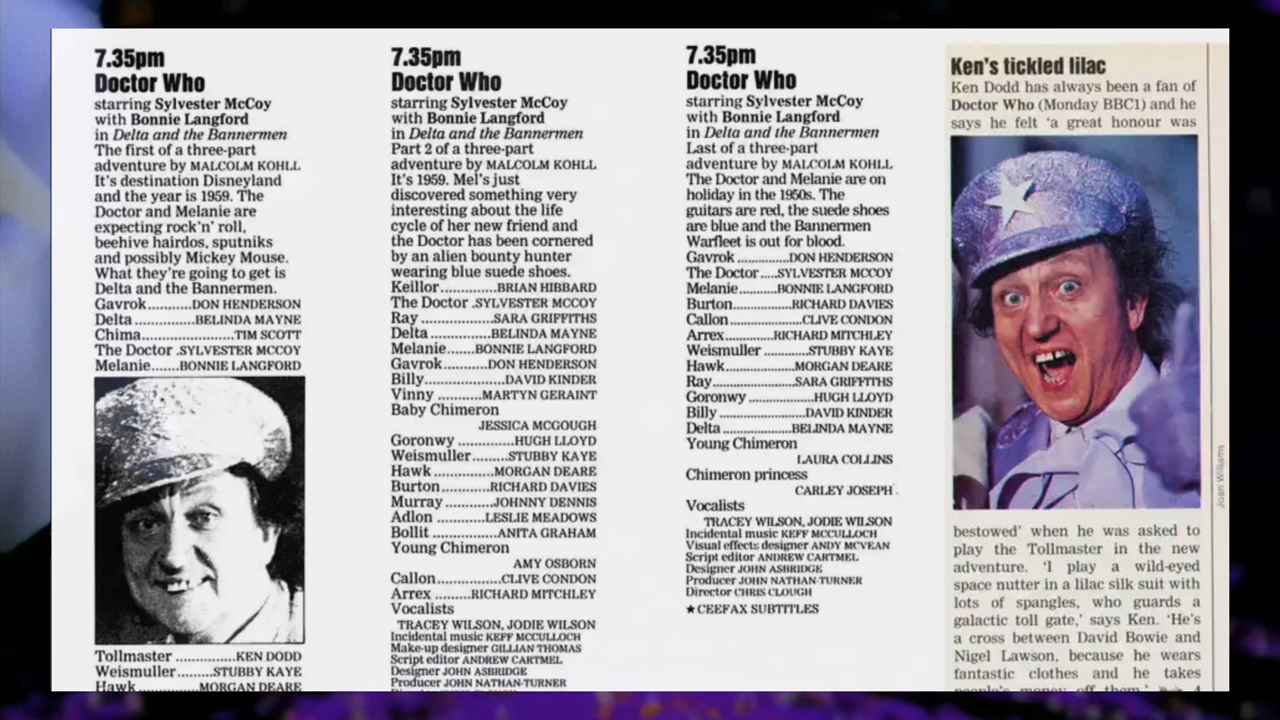 7.35pm
Doctor Who
starring Sylvester McCoy
with Bonnie Langford
in Delta and the Bannermen
The first of a three-part
adventure by MALCOLM KOHLL
It's destination Disneyland
and the year is 1959. The
Doctor and Melanie are
expecting rock'n' roll,
beehive hairdos, sputniks
and possibly Mickey Mouse.
What they're going to get is
Delta and the Bannermen.
Gavrok..........DON HENDERSON
Delta................BELINDA MAYNE
Chima........................TIM SCOTT
The Doctor .SYLVESTER MCCOY
Melanie......BONNIE LANGFORD
Tollmaster ...............KEN DODD
Weismuller..........STUBBY KAYE
Hawk...............MORGAN DEARE
7.35pm
Doctor Who
starring Sylvester McCoy
with Bonnie Langford
in Delta and the Bannermen
Part 2 of a three-part
adventure by MALCOLM KOHLL
It's 1959. Mel's just
discovered something very
interesting about the life
cycle of her new friend and
the Doctor has been cornered
by an alien bounty hunter
wearing blue suede shoes.
Keillor.............BRIAN HIBBARD
The Doctor .SYLVESTER MCCOY
Ray...................SARA GRIFFITHS
Delta................BELINDA MAYNE
Melanie......BONNIE LANGFORD
Gavrok..........DON HENDERSON
Billy.....................DAVID KINDER
Vinny ...........MARTYN GERAINT
Baby Chimeron
JESSICA MCGOUGH
Goronwy ..............HUGH LLOYD
Weismuller.........STUBBY KAYE
Hawk...............MORGAN DEARE
Burton...........RICHARD DAVIES
Murray...........JOHNNY DENNIS
Adlon ............LESLIE MEADOWS
Bollit .................ANITA GRAHAM
Young Chimeron
AMY OSBORN
Callon...............CLIVE CONDON
Arrex .........RICHARD MITCHLEY
Vocalists
TRACEY WILSON, JODIE WILSON
Incidental music KEFF MCCULLOCH
Make-up designer GILLIAN THOMAS
Script editor ANDREW CARTMEL
Designer JOHN ASBRIDGE
Producer JOHN NATHAN-TURNER
7.35pm
Doctor Who
starring Sylvester McCoy
with Bonnie Langford
in Delta and the Bannermen
Last of a three-part
adventure by MALCOLM KOHLL
The Doctor and Melanie are on
holiday in the 1950s. The
guitars are red, the suede shoes
are blue and the Bannermen
Warfleet is out for blood.
Gavrok .............DON HENDERSON
The Doctor .....SYLVESTER MCCOY
Melanie..........BONNIE LANGFORD
Burton...............RICHARD DAVIES
Callon ..................CLIVE CONDON
Arrex............RICHARD MITCHLEY
Weismuller ............STUBBY KAYE
Hawk..................MORGAN DEARE
Ray......................SARA GRIFFITHS
Goronwy .................HUGH LLOYD
Billy .......................DAVID KINDER
Delta...................BELINDA MAYNE
Young Chimeron
LAURA COLLINS
Chimeron princess
CARLEY JOSEPH
Vocalists
TRACEY WILSON, JODIE WILSON
Incidental music KEFF MCCULLOCH
Visual effects designer ANDY MCVEAN
Script editor ANDREW CARTMEL
Designer JOHN ASBRIDGE
Producer JOHN NATHAN-TURNER
Director CHRIS CLOUGH
★CEEFAX SUBTITLES
Ken's tickled lilac
Ken Dodd has always been a fan of
Doctor Who (Monday BBC1) and he
says he felt 'a great honour was
Joan Williams
bestowed' when he was asked to
play the Tollmaster in the new
adventure. 'I play a wild-eyed
space nutter in a lilac silk suit with
lots of spangles, who guards a
galactic toll gate,' says Ken. 'He's
a cross between David Bowie and
Nigel Lawson, because he wears
fantastic clothes and he takes
people's money off them.'